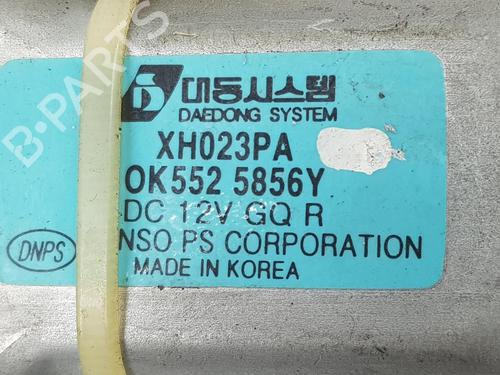 대동시스템
DAEDONG SYSTEM
XH023PA
OK552 5856Y
DC 12V GQ R
NSO PS CORPORATION
DNPS
MADE IN KOREA
B-PARTS